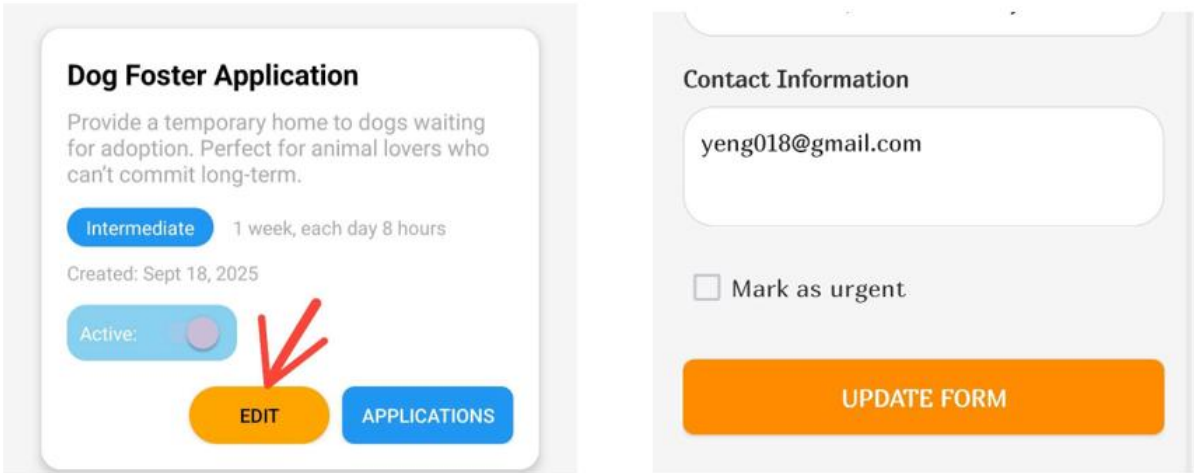 Dog Foster Application
Provide a temporary home to dogs waiting
for adoption. Perfect for animal lovers who
can't commit long-term.
Intermediate 1 week, each day 8 hours
Created: Sept 18, 2025
Active:
EDIT APPLICATIONS
Contact Information
yeng018@gmail.com
Mark as urgent
UPDATE FORM